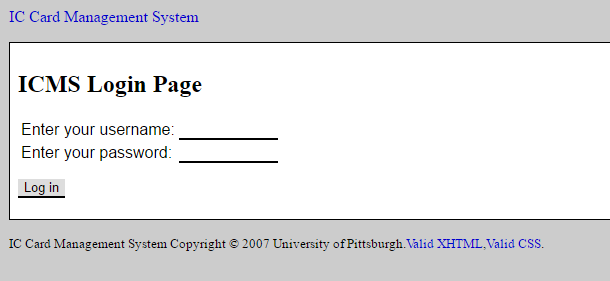 IC Card Management System
ICMS Login Page
Enter your username:
Enter your password:
Log in
IC Card Management System Copyright © 2007 University of Pittsburgh.Valid XHTML,Valid CSS.